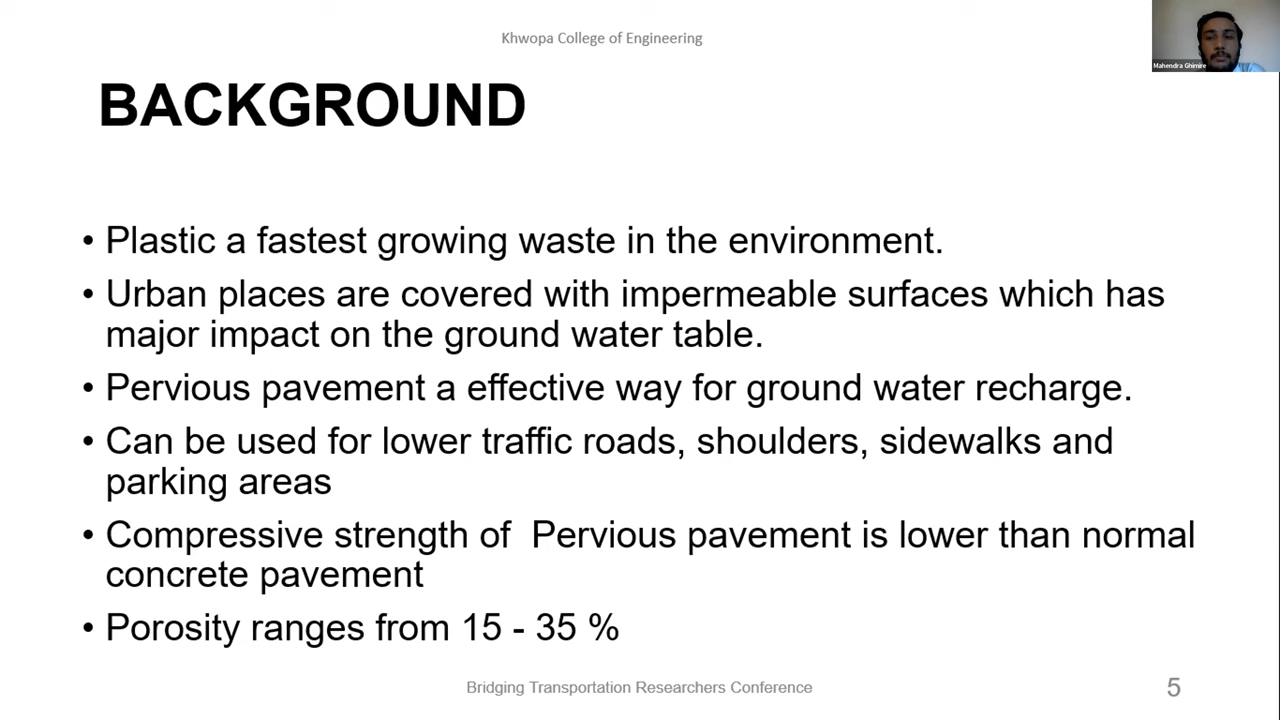 Khwopa College of Engineering
Mahendra Ghimire
BACKGROUND
• Plastic a fastest growing waste in the environment.
• Urban places are covered with impermeable surfaces which has
major impact on the ground water table.
• Pervious pavement a effective way for ground water recharge.
• Can be used for lower traffic roads, shoulders, sidewalks and
parking areas
• Compressive strength of  Pervious pavement is lower than normal
concrete pavement
• Porosity ranges from 15 - 35 %
Bridging Transportation Researchers Conference
5